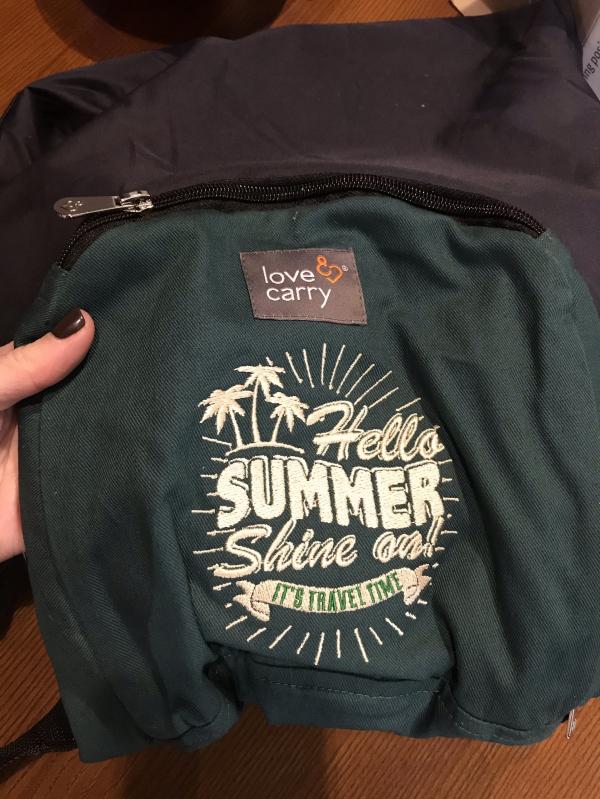 love
carry
Hello
SUMMER
Shine on!
IT'S TRAVEL TIME